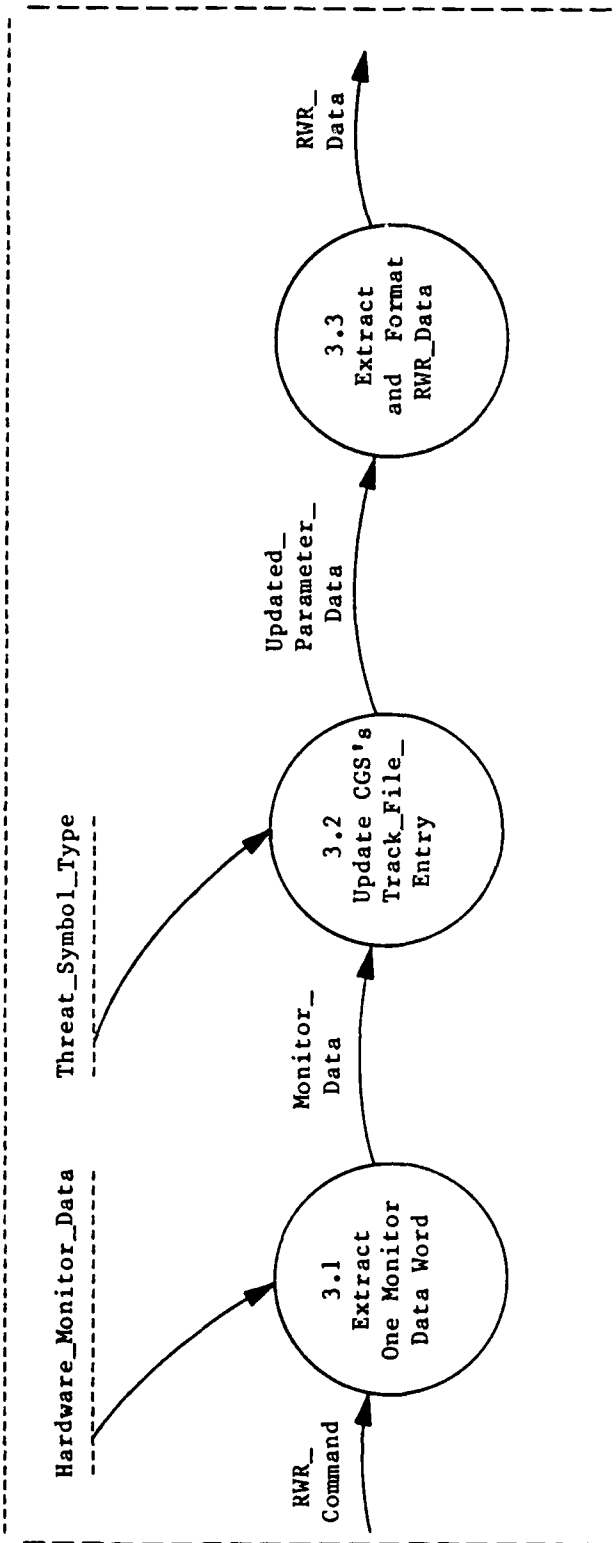 Hardware_Monitor_Data
Threat_Symbol_Type
RWR_
Command
3.1
Extract
One Monitor
Data Word
Monitor_
Data
3.2
Update CGS's
Track_File_
Entry
Updated_
Parameter_
Data
3.3
Extract
and Format
RWR_Data
RWR_
Data